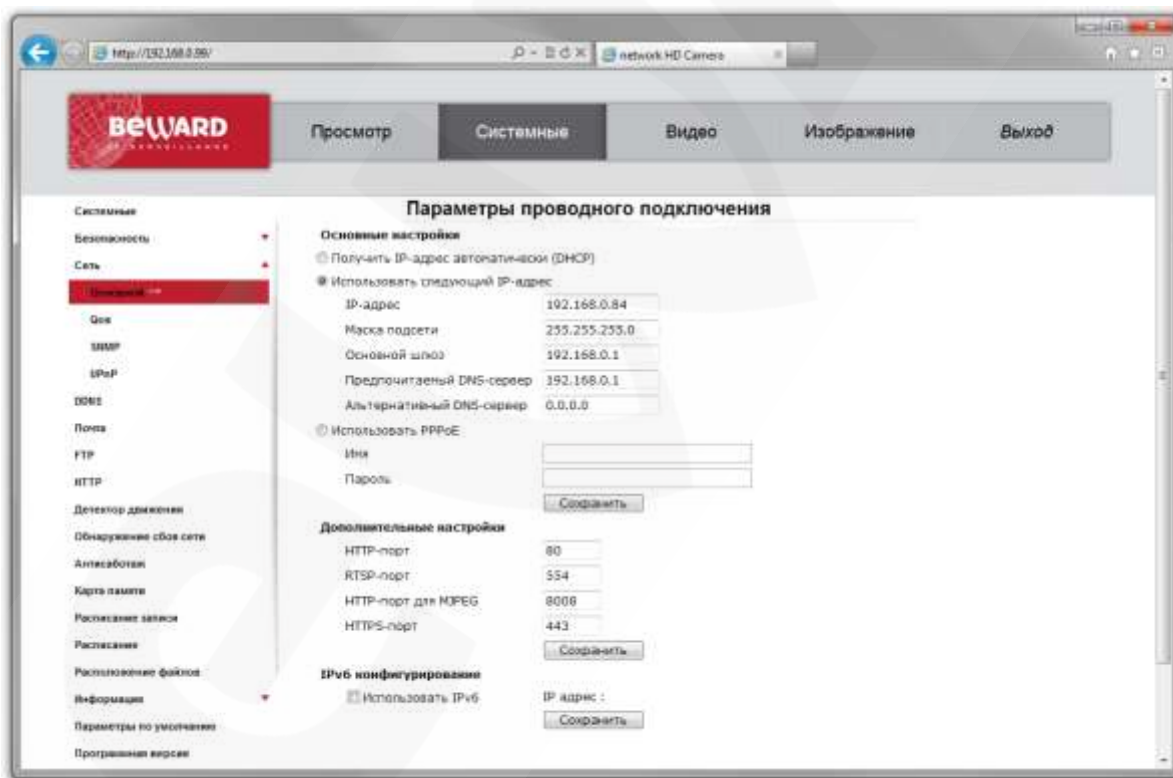 http://192.168.0.99/
network HD Camera
BEWARD
Просмотр
Системные
Видео
Изображение
Выход
Системные
Безопасность
Сеть
Основной
Qos
SNMP
UPnP
DDNS
Почта
FTP
HTTP
Детектор движения
Обнаружение сбоя сети
Антисаботаж
Карта памяти
Расписание записи
Расписание
Расположение файлов
Информация
Параметры по умолчанию
Программная версия
Параметры проводного подключения
Основные настройки
Получить IP-адрес автоматически (DHCP)
Использовать следующий IP-адрес
IP-адрес 192.168.0.84
Маска подсети 255.255.255.0
Основной шлюз 192.168.0.1
Предпочитаемый DNS-сервер 192.168.0.1
Альтернативный DNS-сервер 0.0.0.0
Использовать PPPoE
Имя
Пароль
Сохранить
Дополнительные настройки
HTTP-порт 80
RTSP-порт 554
HTTP-порт для MJPEG 8008
HTTPS-порт 443
Сохранить
IPv6 конфигурирование
Использовать IPv6 IP адрес :
Сохранить